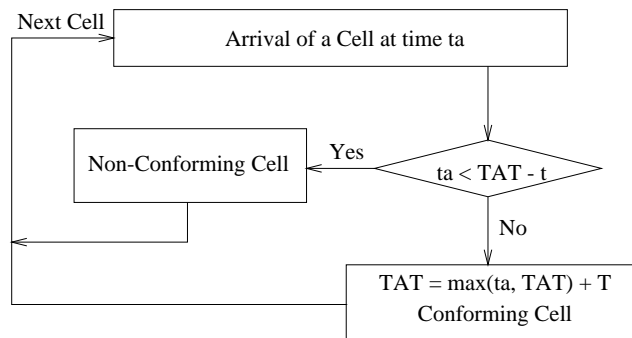 Next Cell
Arrival of a Cell at time ta
Non-Conforming Cell
Yes
ta < TAT - t
No
TAT = max(ta, TAT) + T
Conforming Cell